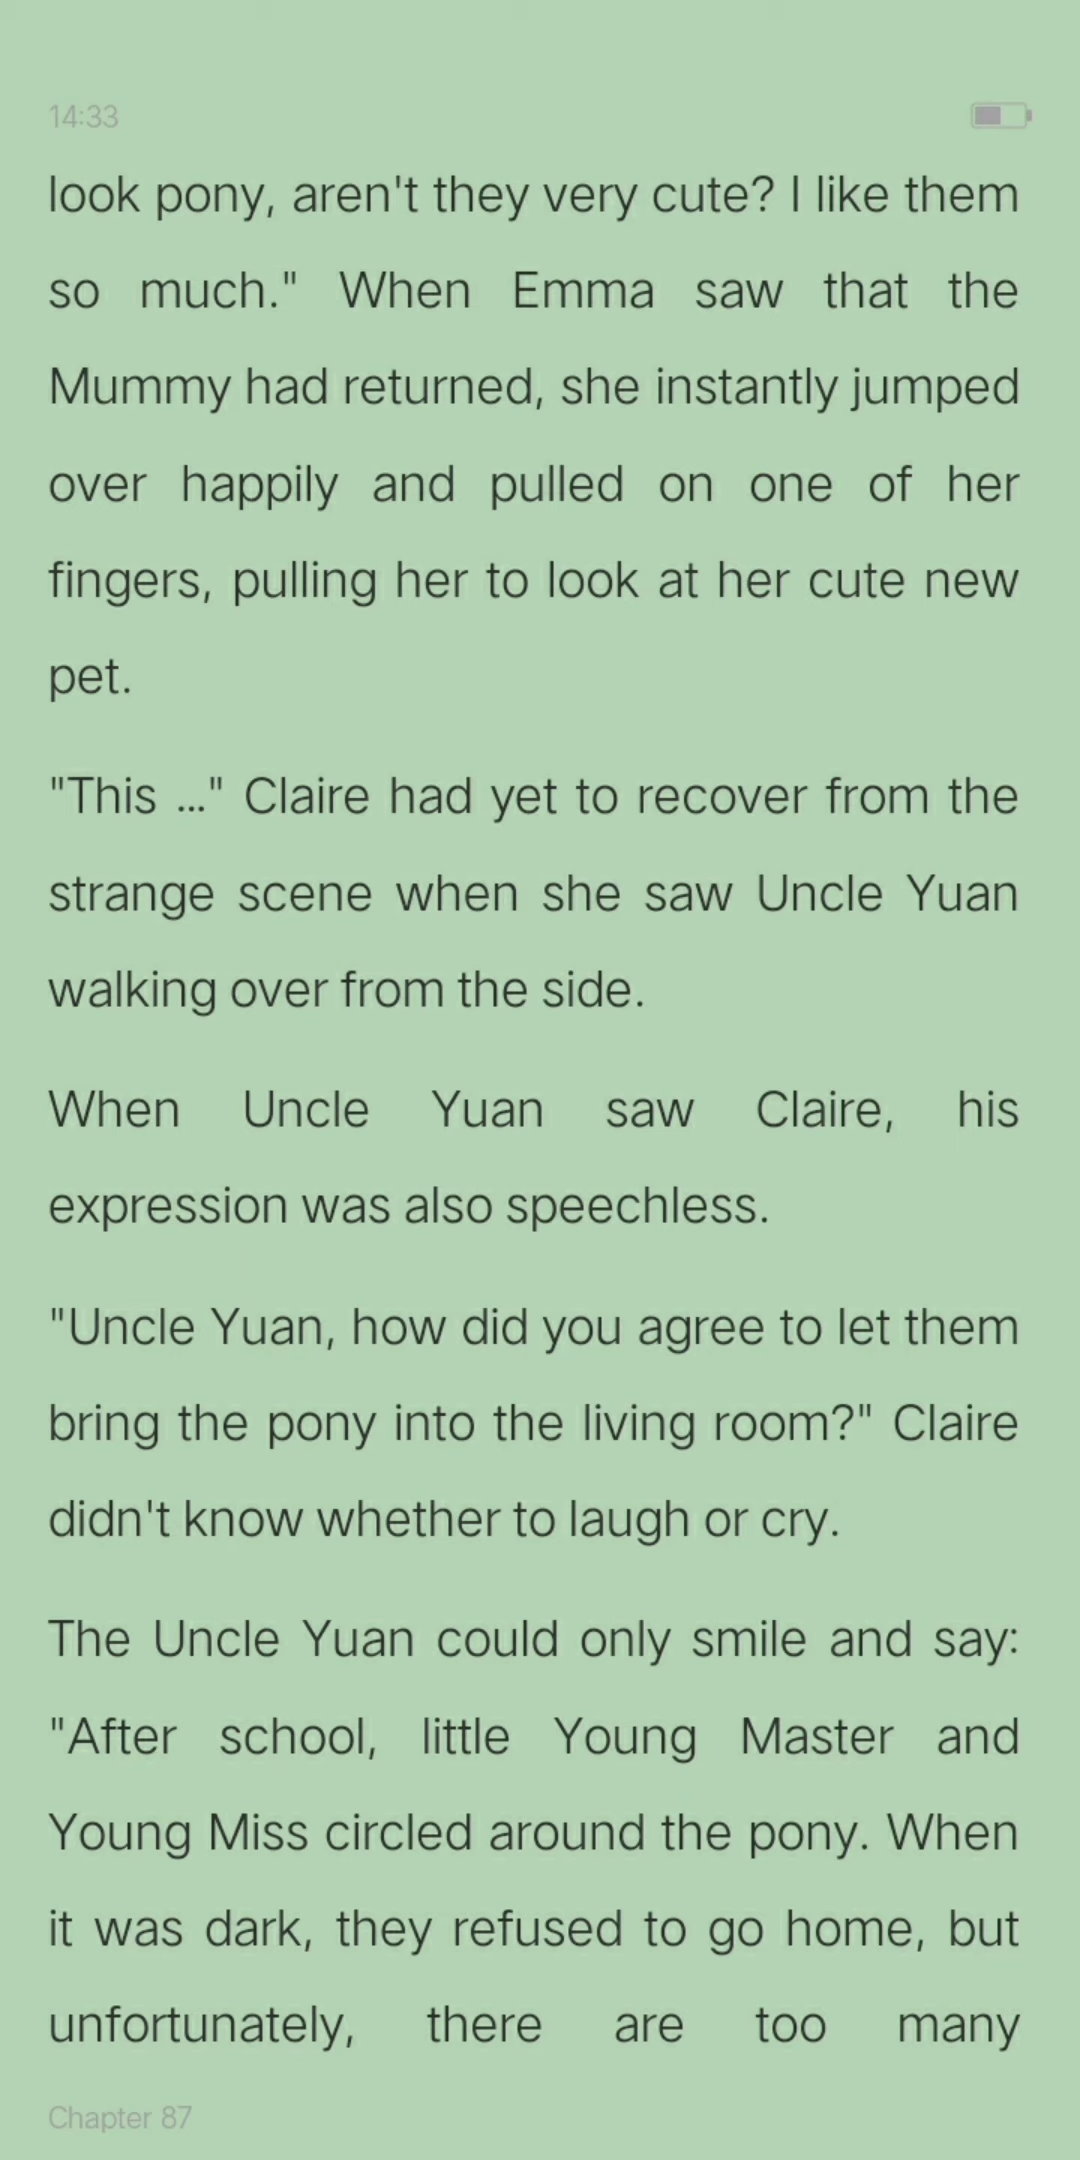 14:33
look pony, aren't they very cute? I like them
so much." When Emma saw that the
Mummy had returned, she instantly jumped
over happily and pulled on one of her
fingers, pulling her to look at her cute new
pet.
"This ..." Claire had yet to recover from the
strange scene when she saw Uncle Yuan
walking over from the side.
When Uncle Yuan saw Claire, his
expression was also speechless.
"Uncle Yuan, how did you agree to let them
bring the pony into the living room?" Claire
didn't know whether to laugh or cry.
The Uncle Yuan could only smile and say:
"After school, little Young Master and
Young Miss circled around the pony. When
it was dark, they refused to go home, but
unfortunately, there are too many
Chapter 87